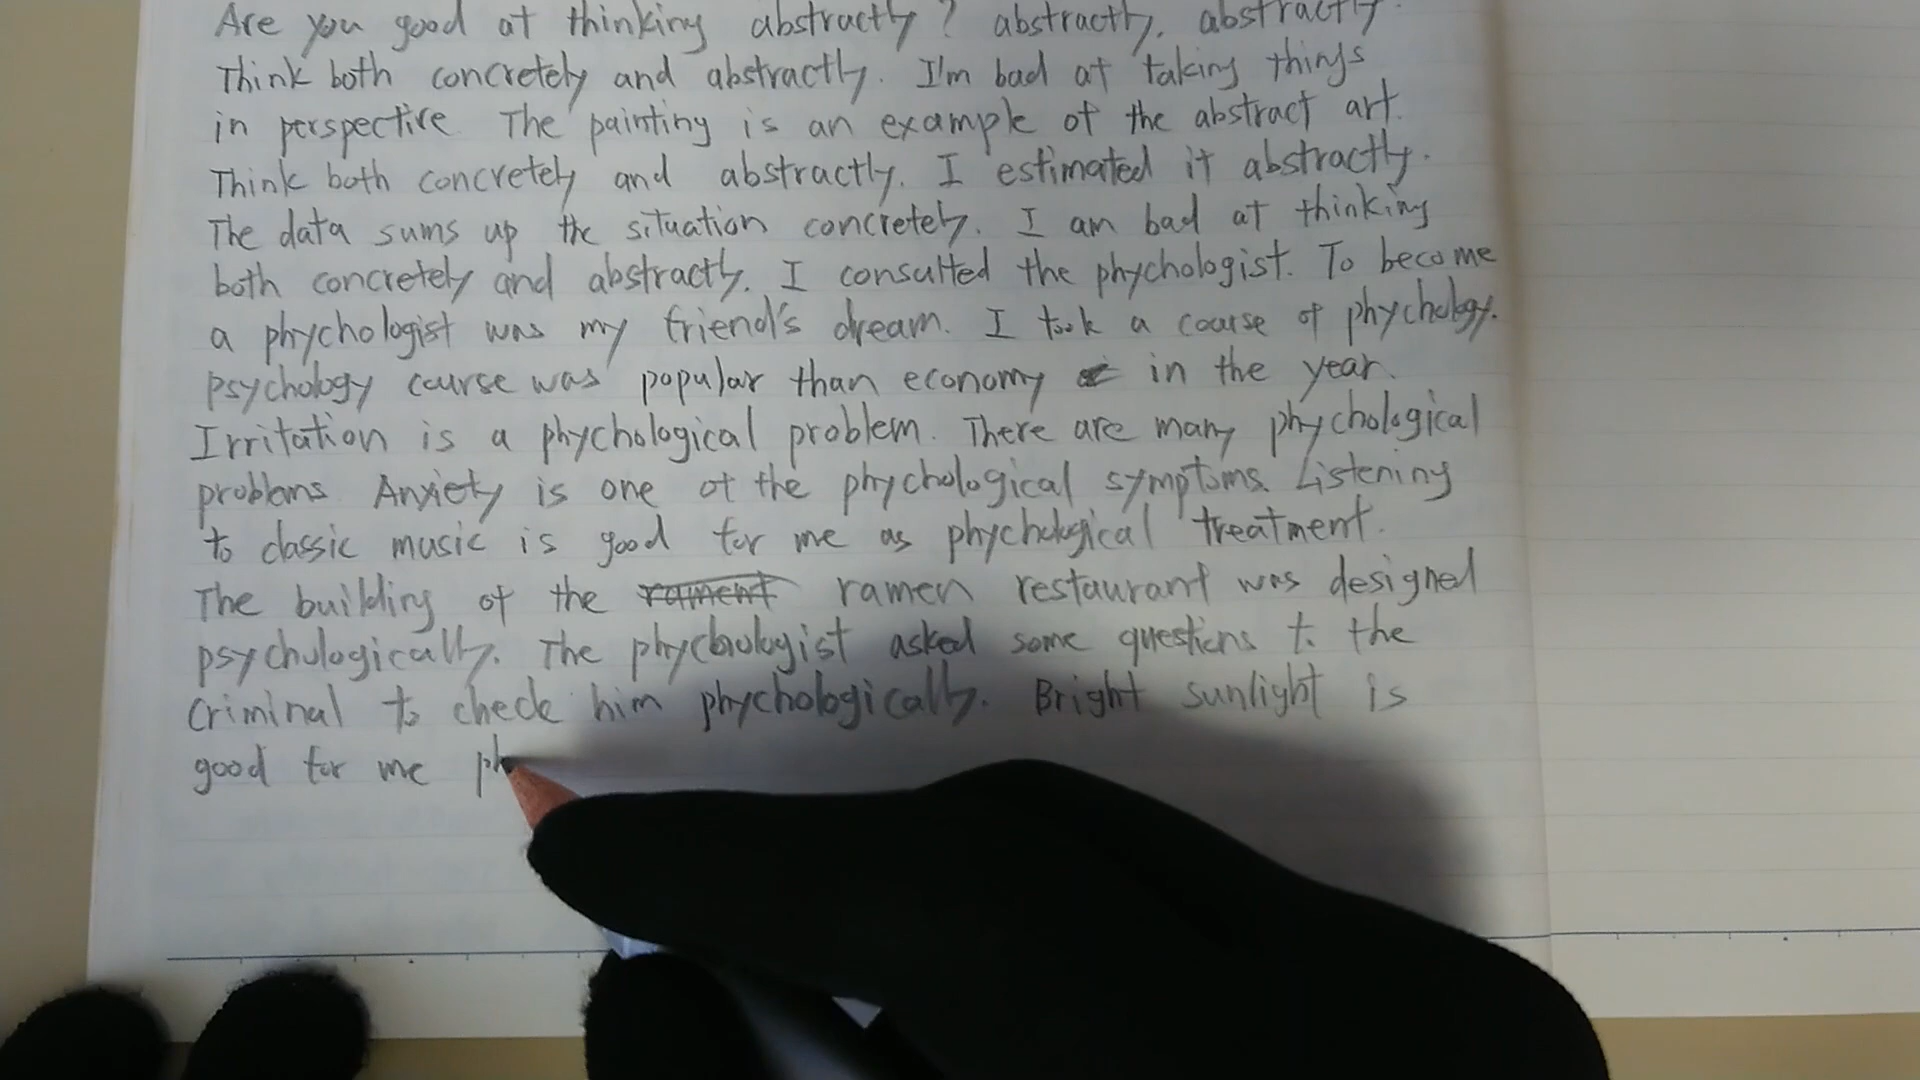 Are you good at thinking abstractly? abstractly. abstractly.
Think both concretely and abstractly. I'm bad at taking things
in perspective. The painting is an example of the abstract art.
Think both concretely and abstractly. I estimated it abstractly.
The data sums up the situation concretely. I am bad at thinking
both concretely and abstractly. I consulted the phychologist. To become
a phychologist was my friend's dream. I took a course of phychology.
psychology course was popular than economy in the year.
Irritation is a phychological problem. There are many phychological
problems. Anxiety is one of the phychological symptoms. Listening
to classic music is good for me as phychological treatment.
The building of the rament ramen restaurant was designed
psychologically. The phychologist asked some questions to the
criminal to check him phychologically. Bright sunlight is
good for me ph